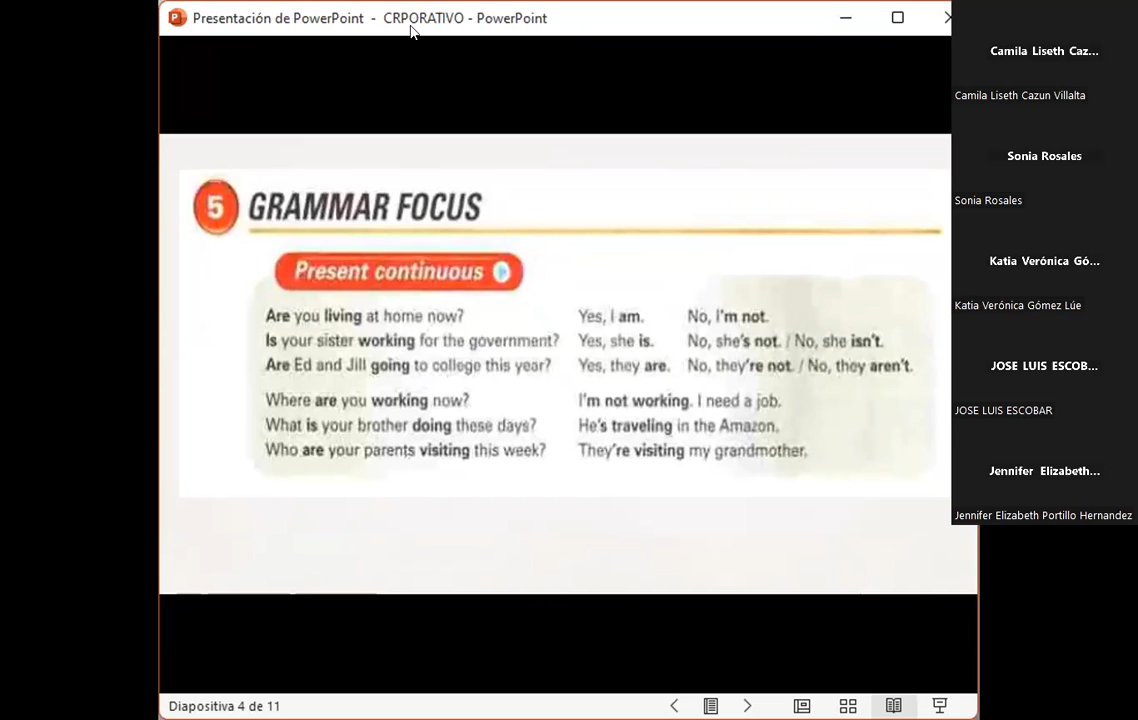 Presentación de PowerPoint - CRPORATIVO - PowerPoint
5 GRAMMAR FOCUS
Present continuous
Are you living at home now? Yes, I am. No, I'm not.
Is your sister working for the government? Yes, she is. No, she's not. / No, she isn't.
Are Ed and Jill going to college this year? Yes, they are. No, they're not. / No, they aren't.
Where are you working now? I'm not working. I need a job.
What is your brother doing these days? He's traveling in the Amazon.
Who are your parents visiting this week? They're visiting my grandmother.
Diapositiva 4 de 11
Camila Liseth Caz...
Camila Liseth Cazun Villalta
Sonia Rosales
Sonia Rosales
Katia Verónica Gó...
Katia Verónica Gómez Lúe
JOSE LUIS ESCOB...
JOSE LUIS ESCOBAR
Jennifer Elizabeth...
Jennifer Elizabeth Portillo Hernandez